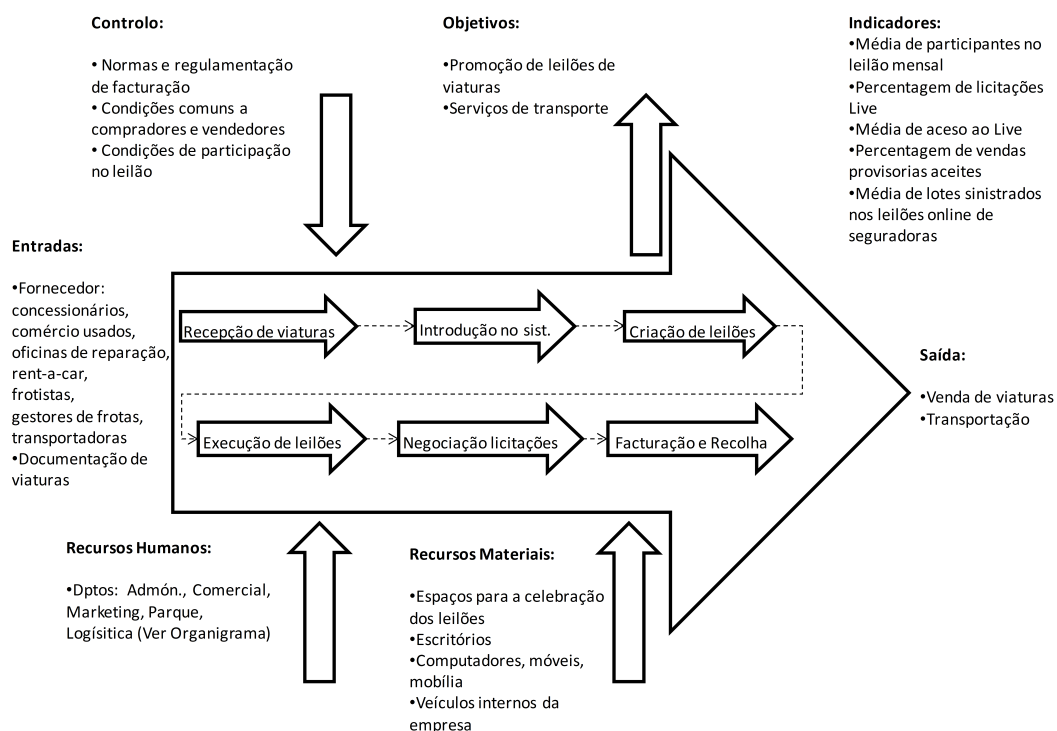 Controlo:
• Normas e regulamentação
de facturação
• Condições comuns a
compradores e vendedores
• Condições de participação
no leilão
Objetivos:
•Promoção de leilões de
viaturas
•Serviços de transporte
Indicadores:
•Média de participantes no
leilão mensal
•Percentagem de licitações
Live
•Média de aceso ao Live
•Percentagem de vendas
provisorias aceites
•Média de lotes sinistrados
nos leilões online de
seguradoras
Entradas:
•Fornecedor:
concessionários,
comércio usados,
oficinas de reparação,
rent-a-car,
frotistas,
gestores de frotas,
transportadoras
•Documentação de
viaturas
Recepção de viaturas
Introdução no sist.
Criação de leilões
Execução de leilões
Negociação licitações
Facturação e Recolha
Saída:
•Venda de viaturas
•Transportação
Recursos Humanos:
•Dptos: Admón., Comercial,
Marketing, Parque,
Logísitica (Ver Organigrama)
Recursos Materiais:
•Espaços para a celebração
dos leilões
•Escritórios
•Computadores, móveis,
mobília
•Veículos internos da
empresa